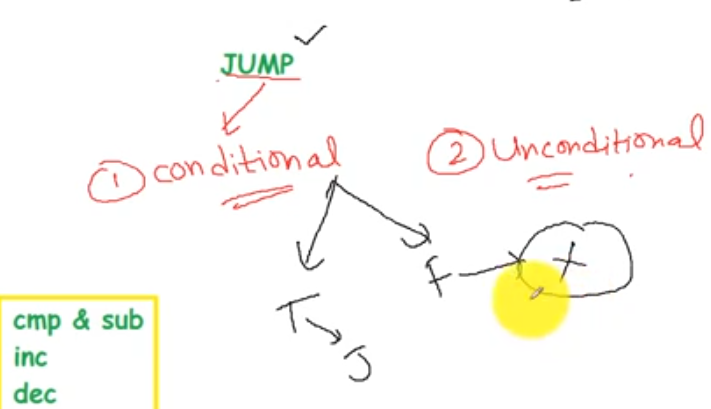 JUMP
① conditional
② Unconditional
T
F
J
cmp & sub
inc
dec